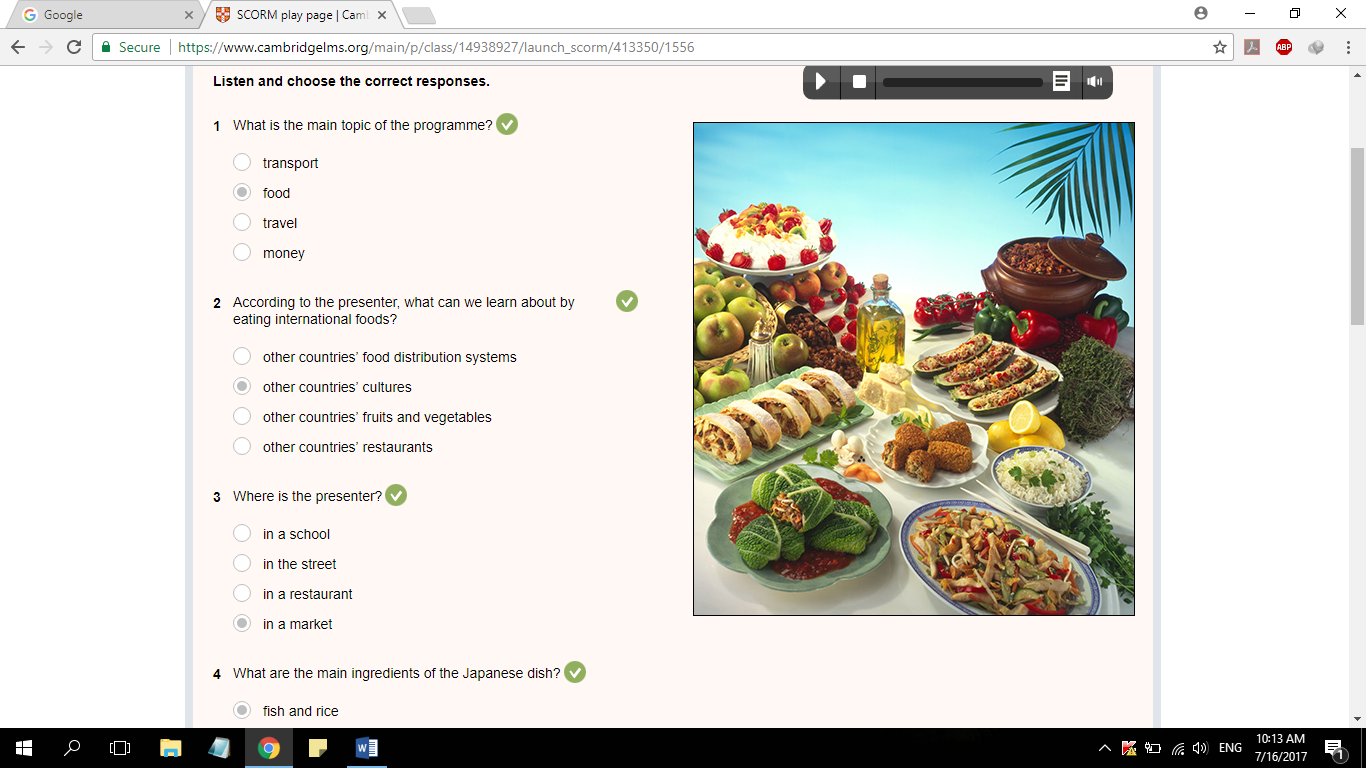 Google
SCORM play page | Cam
Secure
https://www.cambridgelms.org/main/p/class/14938927/launch_scorm/413350/1556
ABP
Listen and choose the correct responses.
1 What is the main topic of the programme?
transport
food
travel
money
2 According to the presenter, what can we learn about by
eating international foods?
other countries’ food distribution systems
other countries’ cultures
other countries’ fruits and vegetables
other countries’ restaurants
3 Where is the presenter?
in a school
in the street
in a restaurant
in a market
4 What are the main ingredients of the Japanese dish?
fish and rice
ENG
10:13 AM
7/16/2017
1